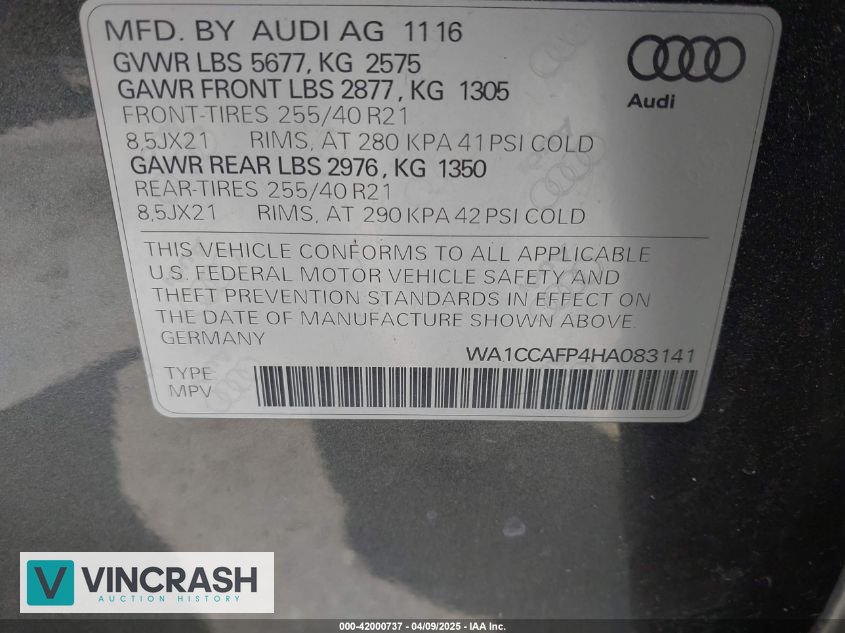 MFD. BY AUDI AG 11 16
GVWR LBS 5677, KG 2575
GAWR FRONT LBS 2877, KG 1305
FRONT-TIRES 255/40 R21
8,5JX21 RIMS, AT 280 KPA 41 PSI COLD
GAWR REAR LBS 2976, KG 1350
REAR-TIRES 255/40 R21
8,5JX21 RIMS, AT 290 KPA 42 PSI COLD
Audi
THIS VEHICLE CONFORMS TO ALL APPLICABLE
U.S. FEDERAL MOTOR VEHICLE SAFETY AND
THEFT PREVENTION STANDARDS IN EFFECT ON
THE DATE OF MANUFACTURE SHOWN ABOVE.
GERMANY
WA1CCAFP4HA083141
TYPE
MPV
VINCRASH
AUCTION HISTORY
000-42000737 - 04/09/2025 - IAA Inc.